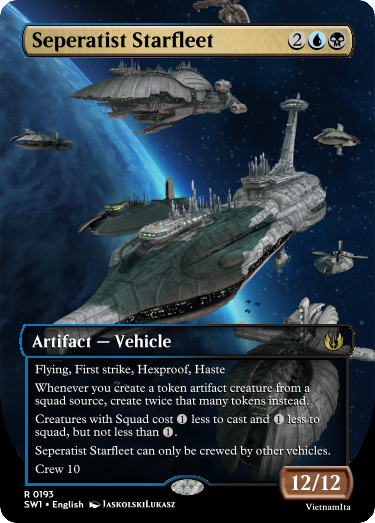 Seperatist Starfleet 2
Artifact — Vehicle
Flying, First strike, Hexproof, Haste
Whenever you create a token artifact creature from a
squad source, create twice that many tokens instead.
Creatures with Squad cost 1 less to cast and 1 less to
squad, but not less than 1.
Seperatist Starfleet can only be crewed by other vehicles.
Crew 10
12/12
R 0193
SW1 • English JaskolskiLukasz
VietnamIta